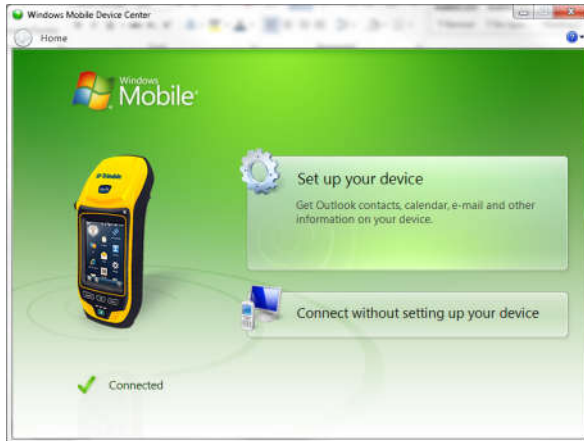 Windows Mobile Device Center
Home
Windows
Mobile
Trimble
Set up your device
Get Outlook contacts, calendar, e-mail and other
information on your device.
Connect without setting up your device
Connected